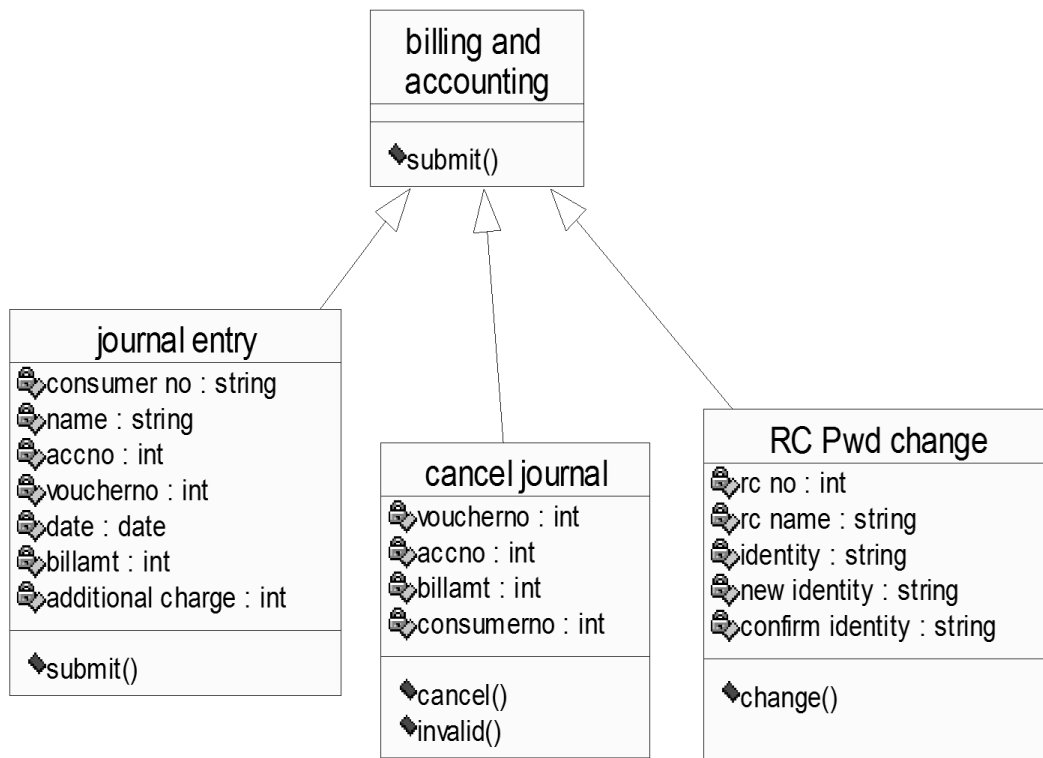 billing and
accounting
submit()
journal entry
consumer no : string
name : string
accno : int
voucherno : int
date : date
billamt : int
additional charge : int
submit()
cancel journal
voucherno : int
accno : int
billamt : int
consumerno : int
cancel()
invalid()
RC Pwd change
rc no : int
rc name : string
identity : string
new identity : string
confirm identity : string
change()